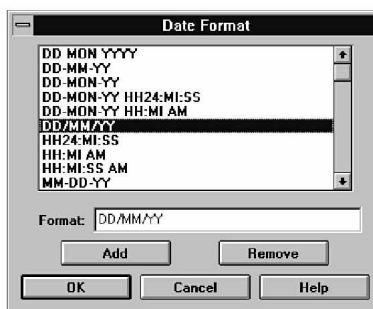 Date Format
DD MON YYYY
DD-MM-YY
DD-MON-YY
DD-MON-YY HH24:MI:SS
DD-MON-YY HH:MI AM
DD/MM/YY
HH24:MI:SS
HH:MI AM
HH:MI:SS AM
MM-DD-YY
Format: DD/MM/YY
Add Remove
OK Cancel Help